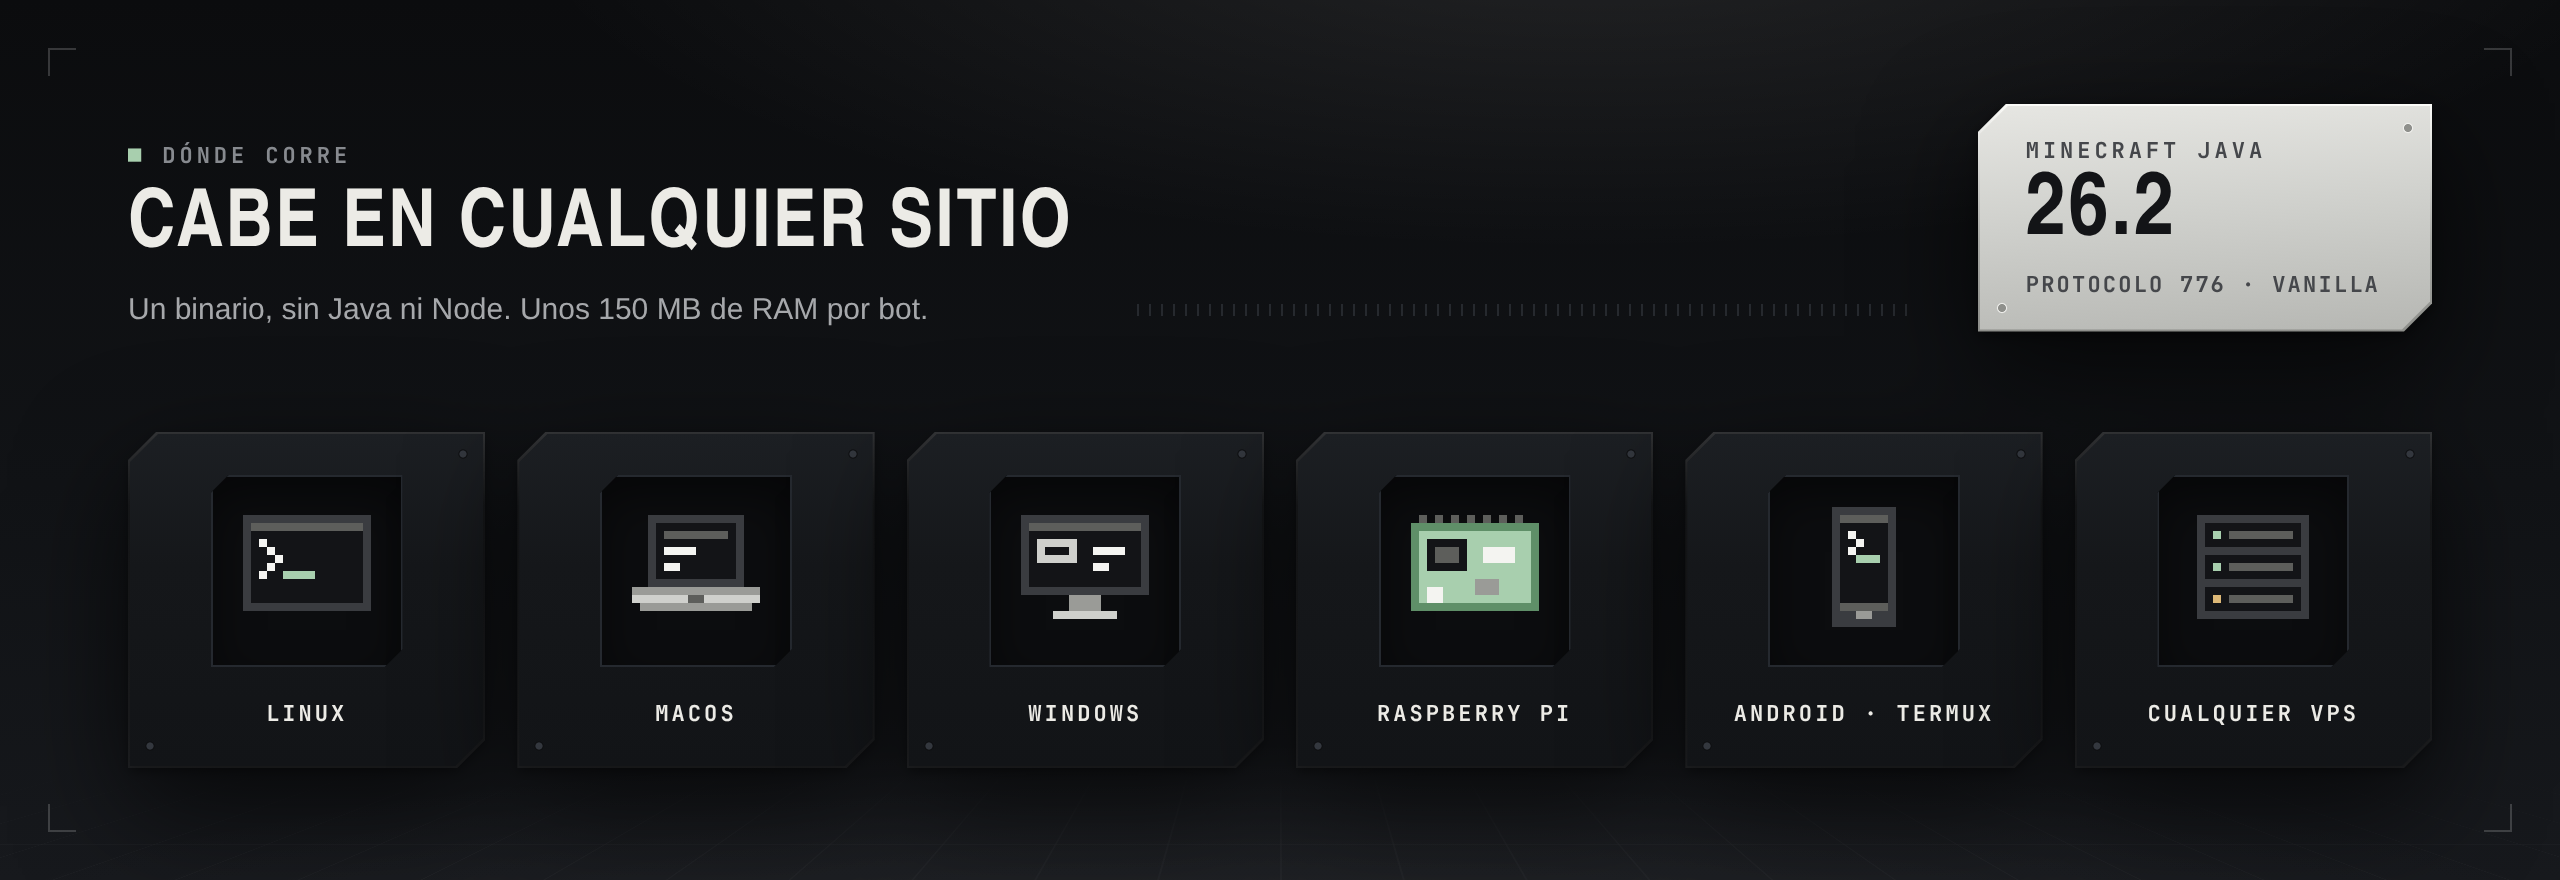 DÓNDE CORRE
CABE EN CUALQUIER SITIO
Un binario, sin Java ni Node. Unos 150 MB de RAM por bot.
MINECRAFT JAVA
26.2
PROTOCOLO 776 · VANILLA
LINUX
MACOS
WINDOWS
RASPBERRY PI
ANDROID · TERMUX
CUALQUIER VPS